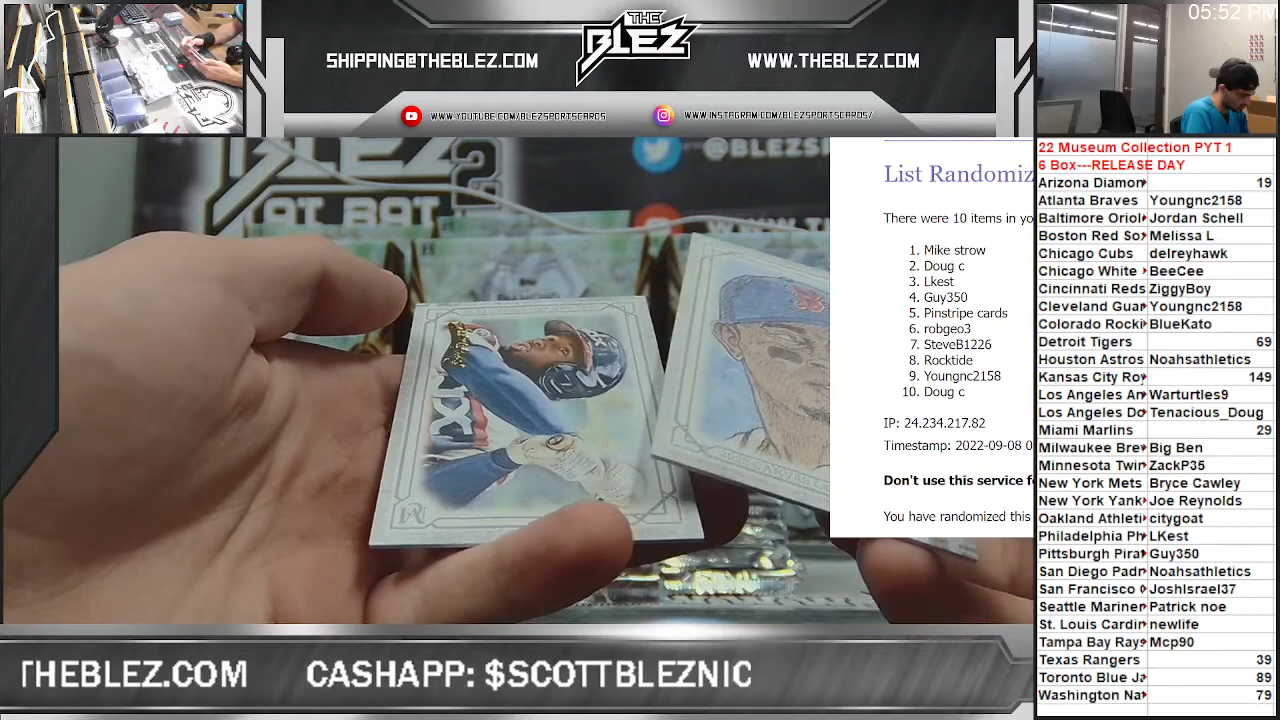 05:52 PM
THE
BLEZ
SHIPPING@THEBLEZ.COM
WWW.THEBLEZ.COM
WWW.YOUTUBE.COM/BLEZSPORTSCARDS
WWW.INSTAGRAM.COM/BLEZSPORTSCARDS/
@BLEZSP
AT BAT
List Randomiz
There were 10 items in yo
1. Mike strow
2. Doug c
3. Lkest
4. Guy350
5. Pinstripe cards
6. robgeo3
7. SteveB1226
8. Rocktide
9. Youngnc2158
10. Doug c
IP: 24.234.217.82
Timestamp: 2022-09-08 0
Don't use this service f
You have randomized this
22 Museum Collection PYT 1
6 Box---RELEASE DAY
Arizona Diamon 19
Atlanta Braves Youngnc2158
Baltimore Oriol Jordan Schell
Boston Red So Melissa L
Chicago Cubs delreyhawk
Chicago White BeeCee
Cincinnati Reds ZiggyBoy
Cleveland Guar Youngnc2158
Colorado Rocki BlueKato
Detroit Tigers 69
Houston Astros Noahsathletics
Kansas City Ro 149
Los Angeles An Warturtles9
Los Angeles Do Tenacious_Doug
Miami Marlins 29
Milwaukee Brev Big Ben
Minnesota Twin ZackP35
New York Mets Bryce Cawley
New York Yank Joe Reynolds
Oakland Athleti citygoat
Philadelphia Ph LKest
Pittsburgh Pirat Guy350
San Diego Padr Noahsathletics
San Francisco JoshIsrael37
Seattle Mariner Patrick noe
St. Louis Cardin newlife
Tampa Bay Ray Mcp90
Texas Rangers 39
Toronto Blue Ja 89
Washington Na 79
THEBLEZ.COM CASHAPP: $SCOTTBLEZNIC